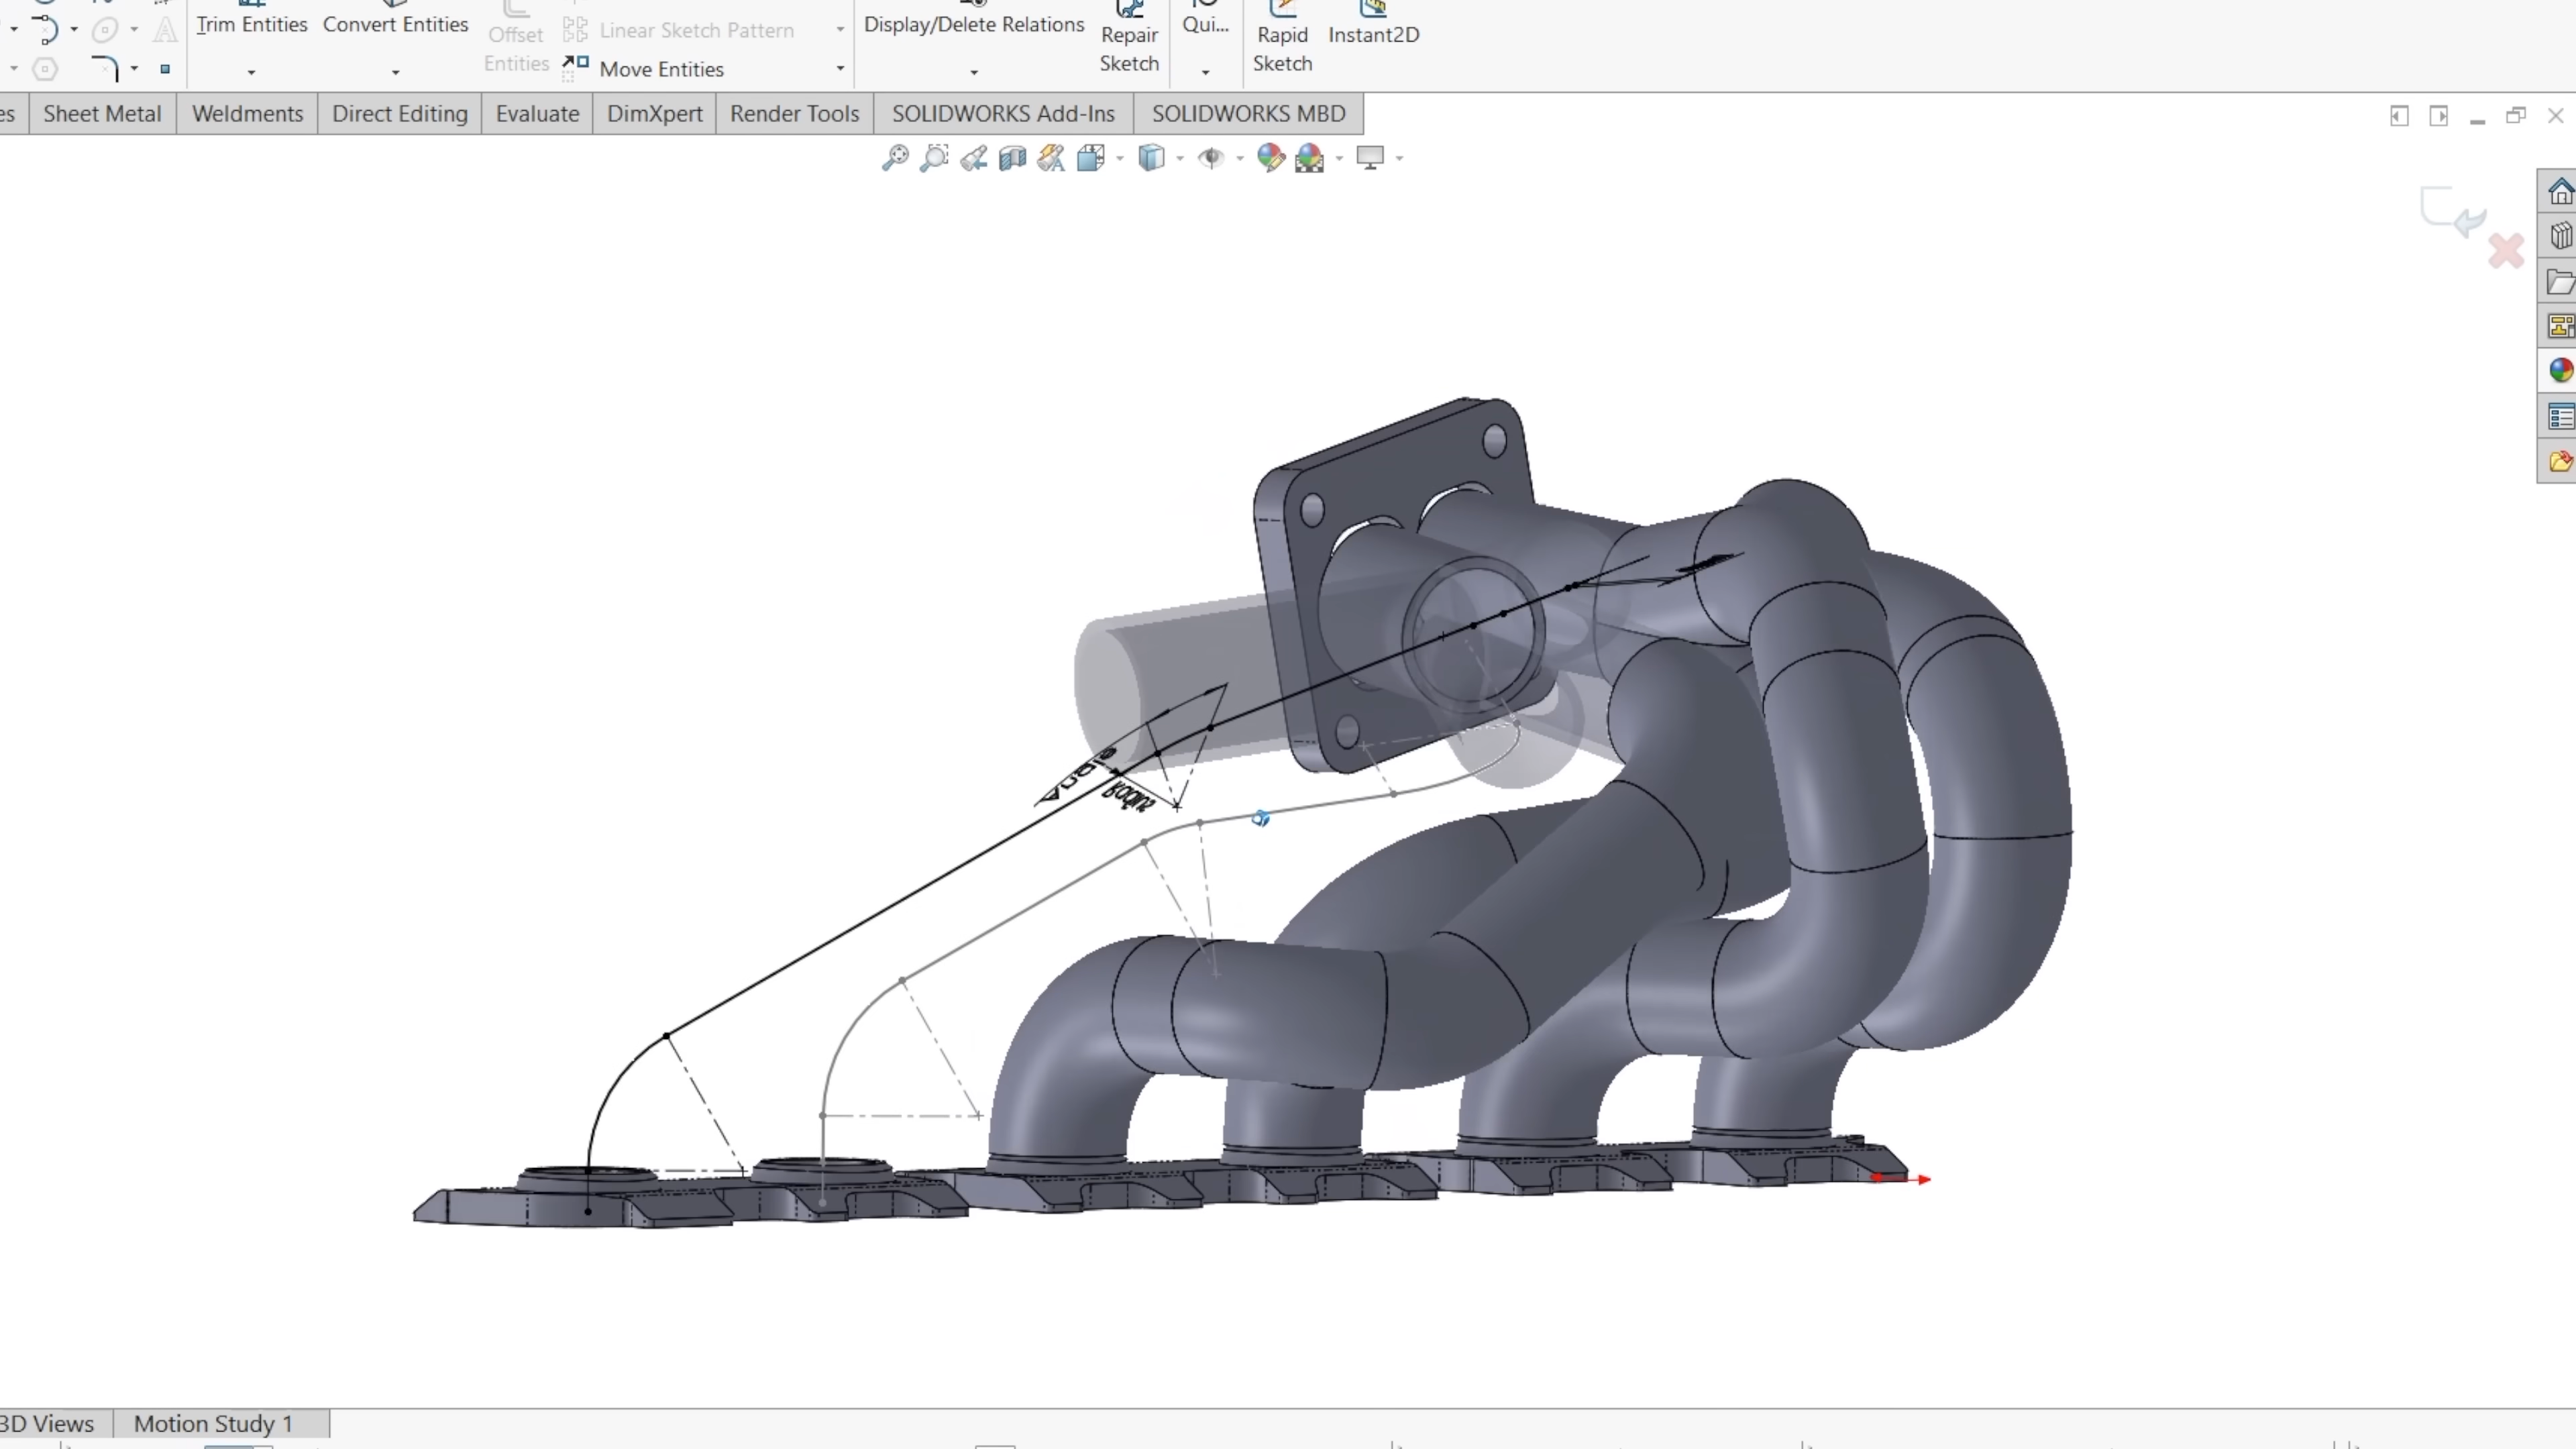 Trim Entities
Convert Entities
Offset
Entities
Linear Sketch Pattern
Move Entities
Display/Delete Relations
Repair
Sketch
Qui...
Rapid
Sketch
Instant2D
es
Sheet Metal
Weldments
Direct Editing
Evaluate
DimXpert
Render Tools
SOLIDWORKS Add-Ins
SOLIDWORKS MBD
Radius
3D Views
Motion Study 1